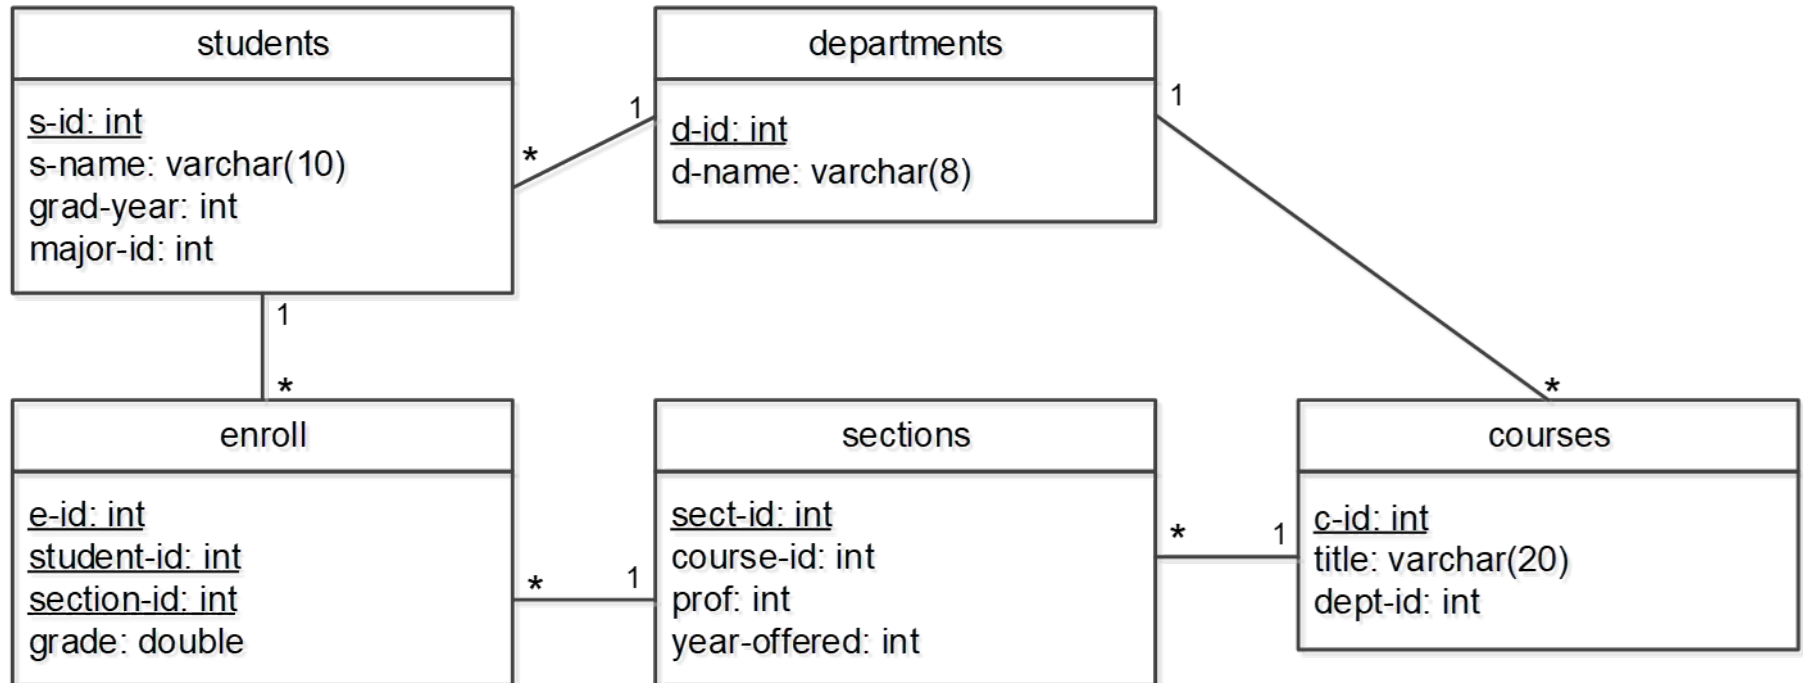 students
s-id: int
s-name: varchar(10)
grad-year: int
major-id: int
departments
d-id: int
d-name: varchar(8)
1
*
1
1
*
1
*
enroll
e-id: int
student-id: int
section-id: int
grade: double
*
1
sections
sect-id: int
course-id: int
prof: int
year-offered: int
*
1
courses
c-id: int
title: varchar(20)
dept-id: int